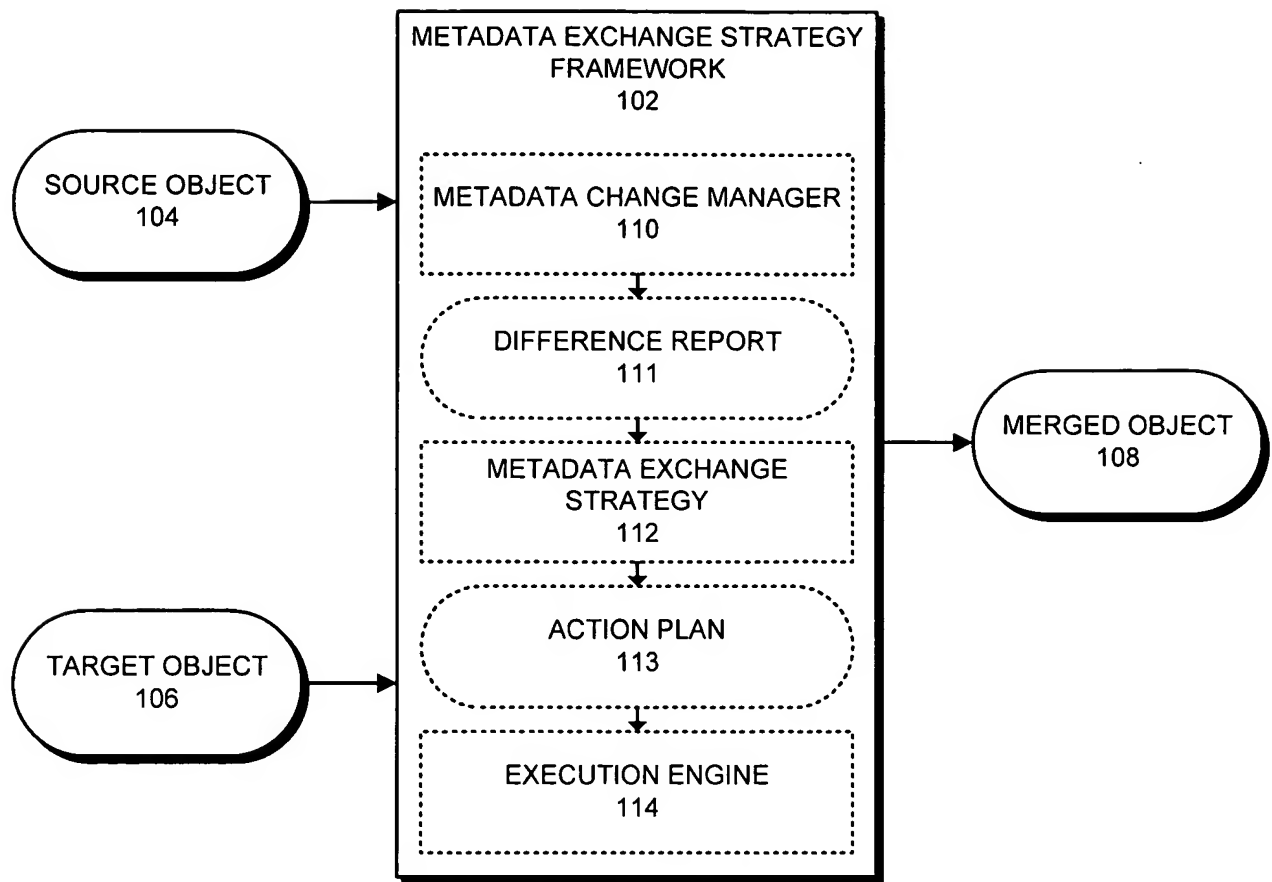 METADATA EXCHANGE STRATEGY
FRAMEWORK
102
SOURCE OBJECT
104
METADATA CHANGE MANAGER
110
DIFFERENCE REPORT
111
METADATA EXCHANGE
STRATEGY
112
MERGED OBJECT
108
ACTION PLAN
113
TARGET OBJECT
106
EXECUTION ENGINE
114